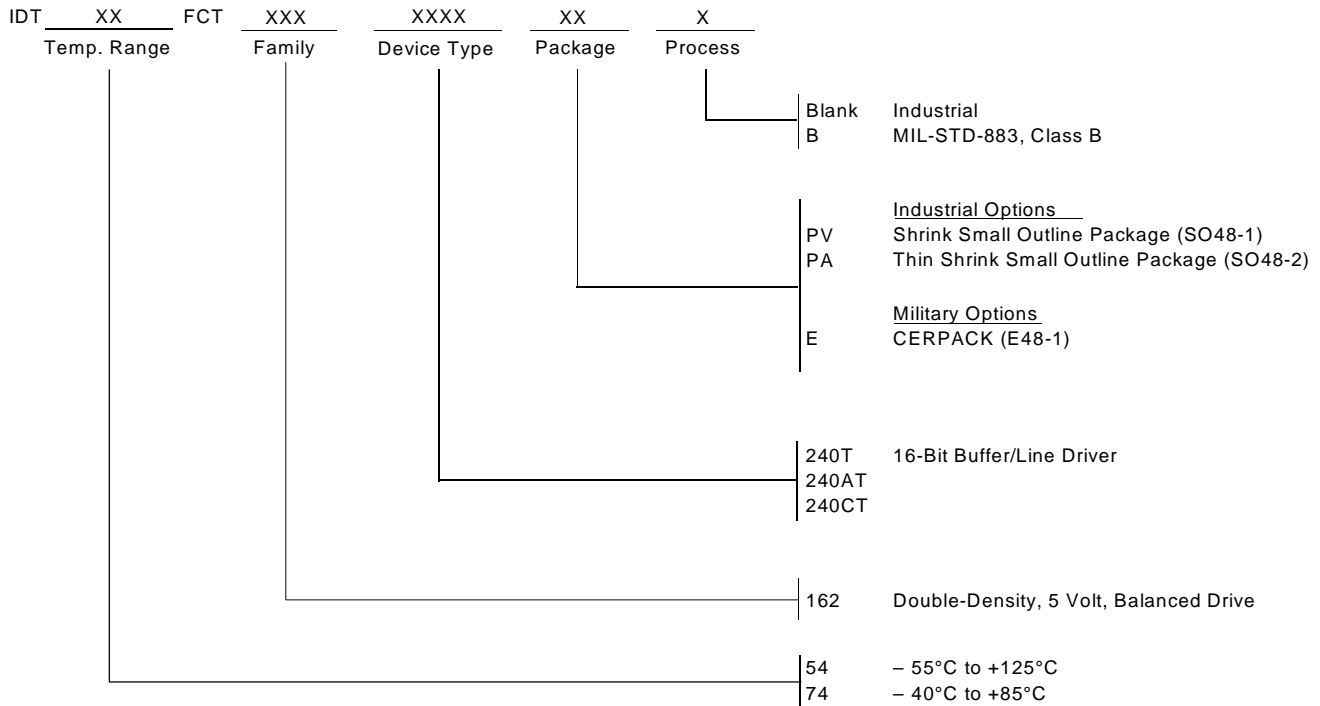 IDT XX FCT XXX XXXX XX X
Temp. Range Family Device Type Package Process
Blank Industrial
B MIL-STD-883, Class B
Industrial Options
PV Shrink Small Outline Package (SO48-1)
PA Thin Shrink Small Outline Package (SO48-2)
Military Options
E CERPACK (E48-1)
240T 16-Bit Buffer/Line Driver
240AT
240CT
162 Double-Density, 5 Volt, Balanced Drive
54 – 55°C to +125°C
74 – 40°C to +85°C